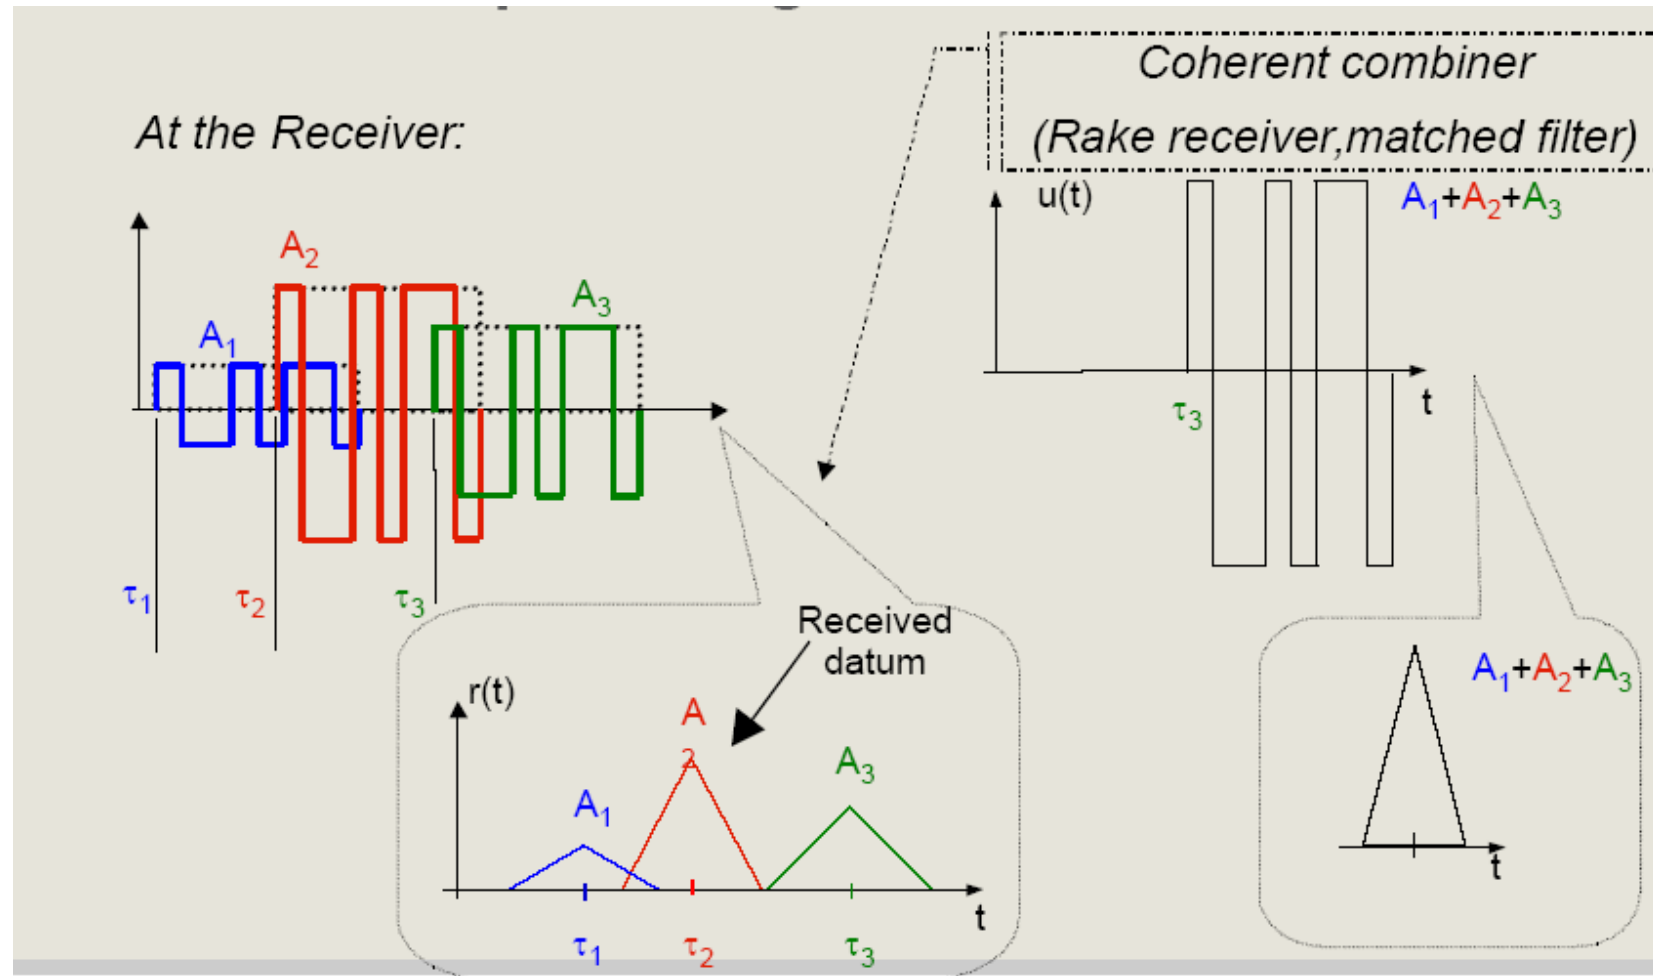 Coherent combiner
(Rake receiver,matched filter)
At the Receiver:
u(t)
A1+A2+A3
A2
A3
A1
t
τ3
τ1
τ2
τ3
Received
datum
A1+A2+A3
r(t)
A
2
A3
A1
t
t
τ1
τ2
τ3